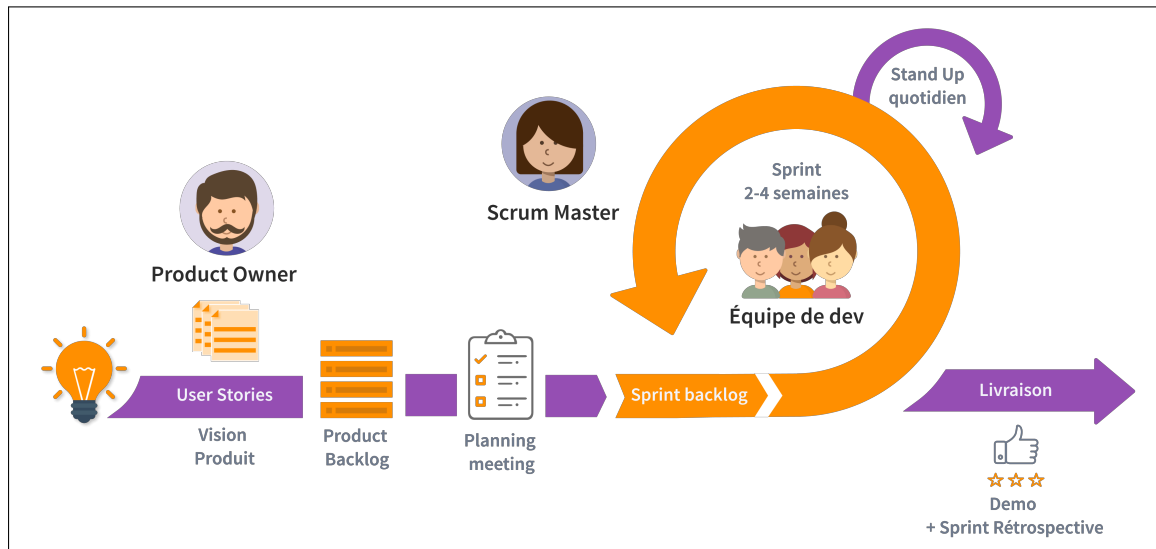 Stand Up
quotidien
Sprint
2-4 semaines
Scrum Master
Product Owner
Équipe de dev
User Stories
Sprint backlog
Livraison
Vision
Produit
Product
Backlog
Planning
meeting
Demo
+ Sprint Rétrospective